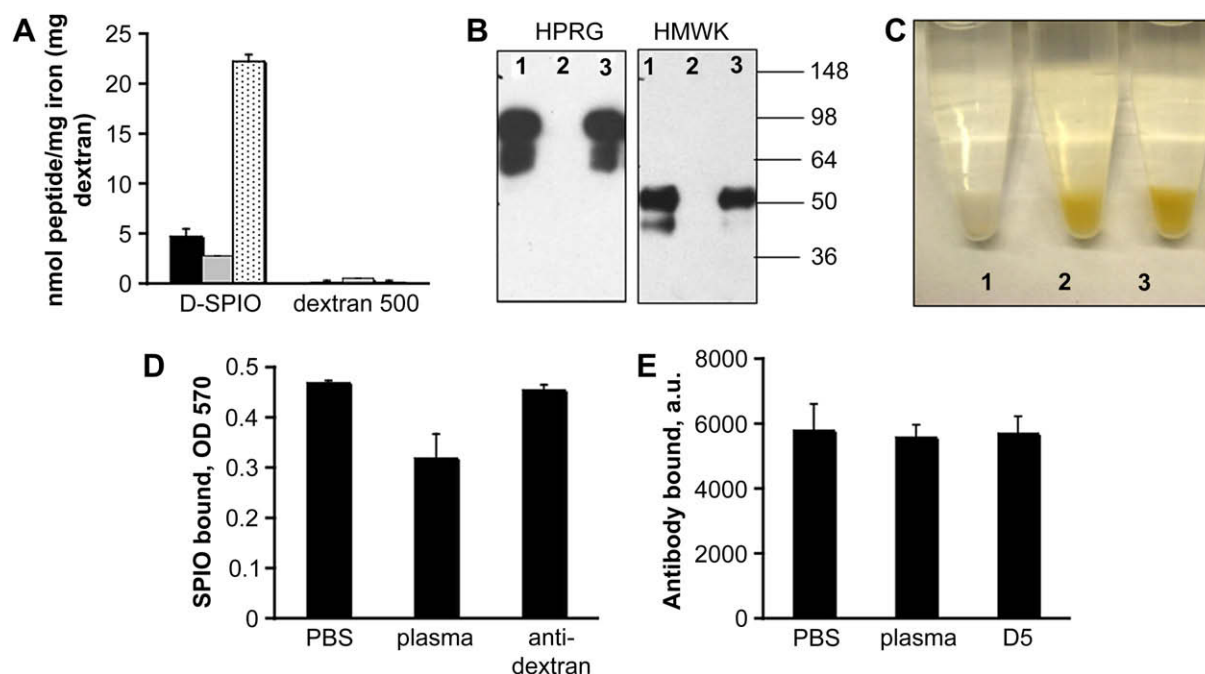 A
nmol peptide/mg iron (mg
dextran)
25
20
15
10
5
0
D-SPIO
dextran 500
B
HPRG
HMWK
1 2 3
1 2 3
148
98
64
50
36
C
1 2 3
D
SPIO bound, OD 570
0.5
0.4
0.3
0.2
0.1
0
PBS
plasma
anti-
dextran
E
Antibody bound, a.u.
8000
6000
4000
2000
0
PBS
plasma
D5